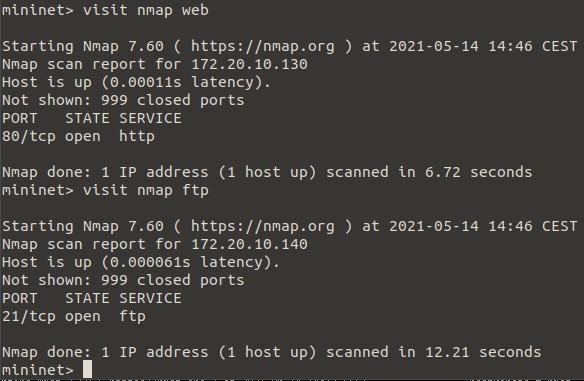 mininet> visit nmap web
Starting Nmap 7.60 ( https://nmap.org ) at 2021-05-14 14:46 CEST
Nmap scan report for 172.20.10.130
Host is up (0.00011s latency).
Not shown: 999 closed ports
PORT   STATE SERVICE
80/tcp open  http
Nmap done: 1 IP address (1 host up) scanned in 6.72 seconds
mininet> visit nmap ftp
Starting Nmap 7.60 ( https://nmap.org ) at 2021-05-14 14:46 CEST
Nmap scan report for 172.20.10.140
Host is up (0.000061s latency).
Not shown: 999 closed ports
PORT   STATE SERVICE
21/tcp open  ftp
Nmap done: 1 IP address (1 host up) scanned in 12.21 seconds
mininet>